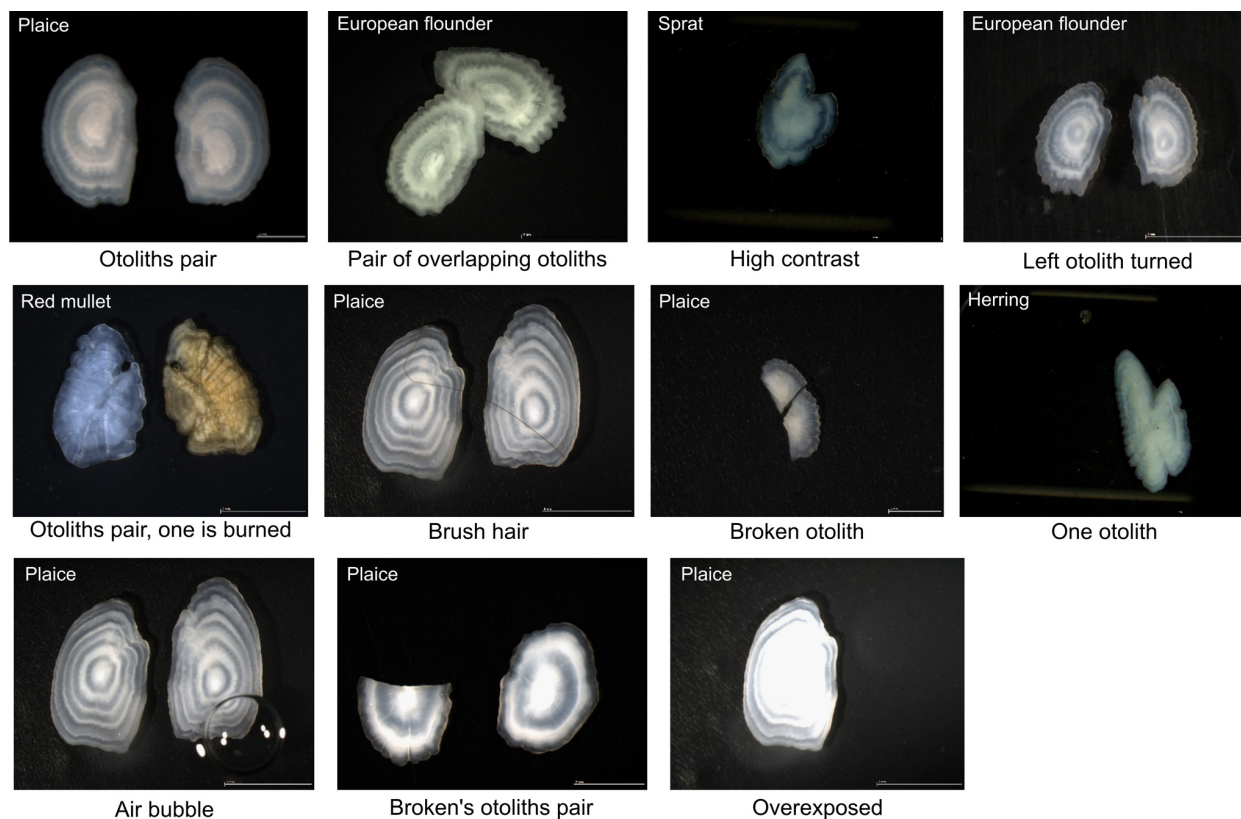 Plaice
European flounder
Sprat
European flounder
Otoliths pair
Pair of overlapping otoliths
High contrast
Left otolith turned
Red mullet
Plaice
Plaice
Herring
Otoliths pair, one is burned
Brush hair
Broken otolith
One otolith
Plaice
Plaice
Plaice
Air bubble
Broken's otoliths pair
Overexposed